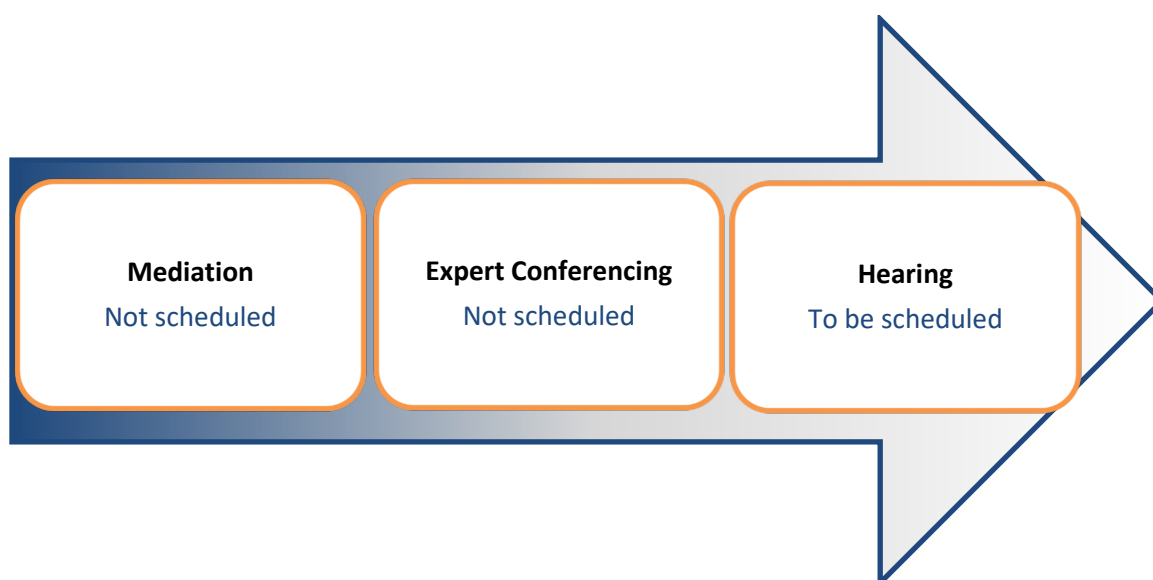 Mediation
Not scheduled
Expert Conferencing
Not scheduled
Hearing
To be scheduled